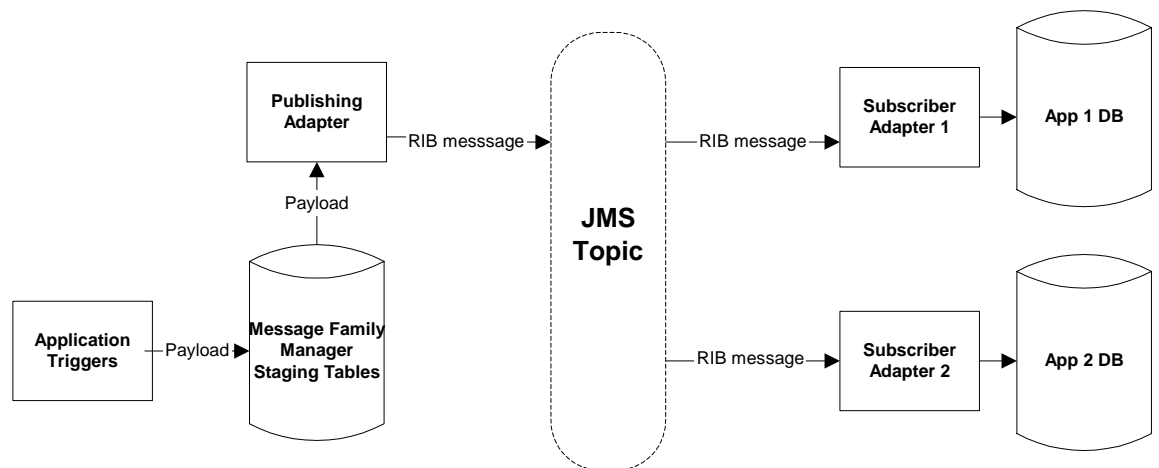 Application
Triggers
Payload
Message Family
Manager
Staging Tables
Payload
Publishing
Adapter
RIB messsage
JMS
Topic
RIB message
Subscriber
Adapter 1
App 1 DB
RIB message
Subscriber
Adapter 2
App 2 DB